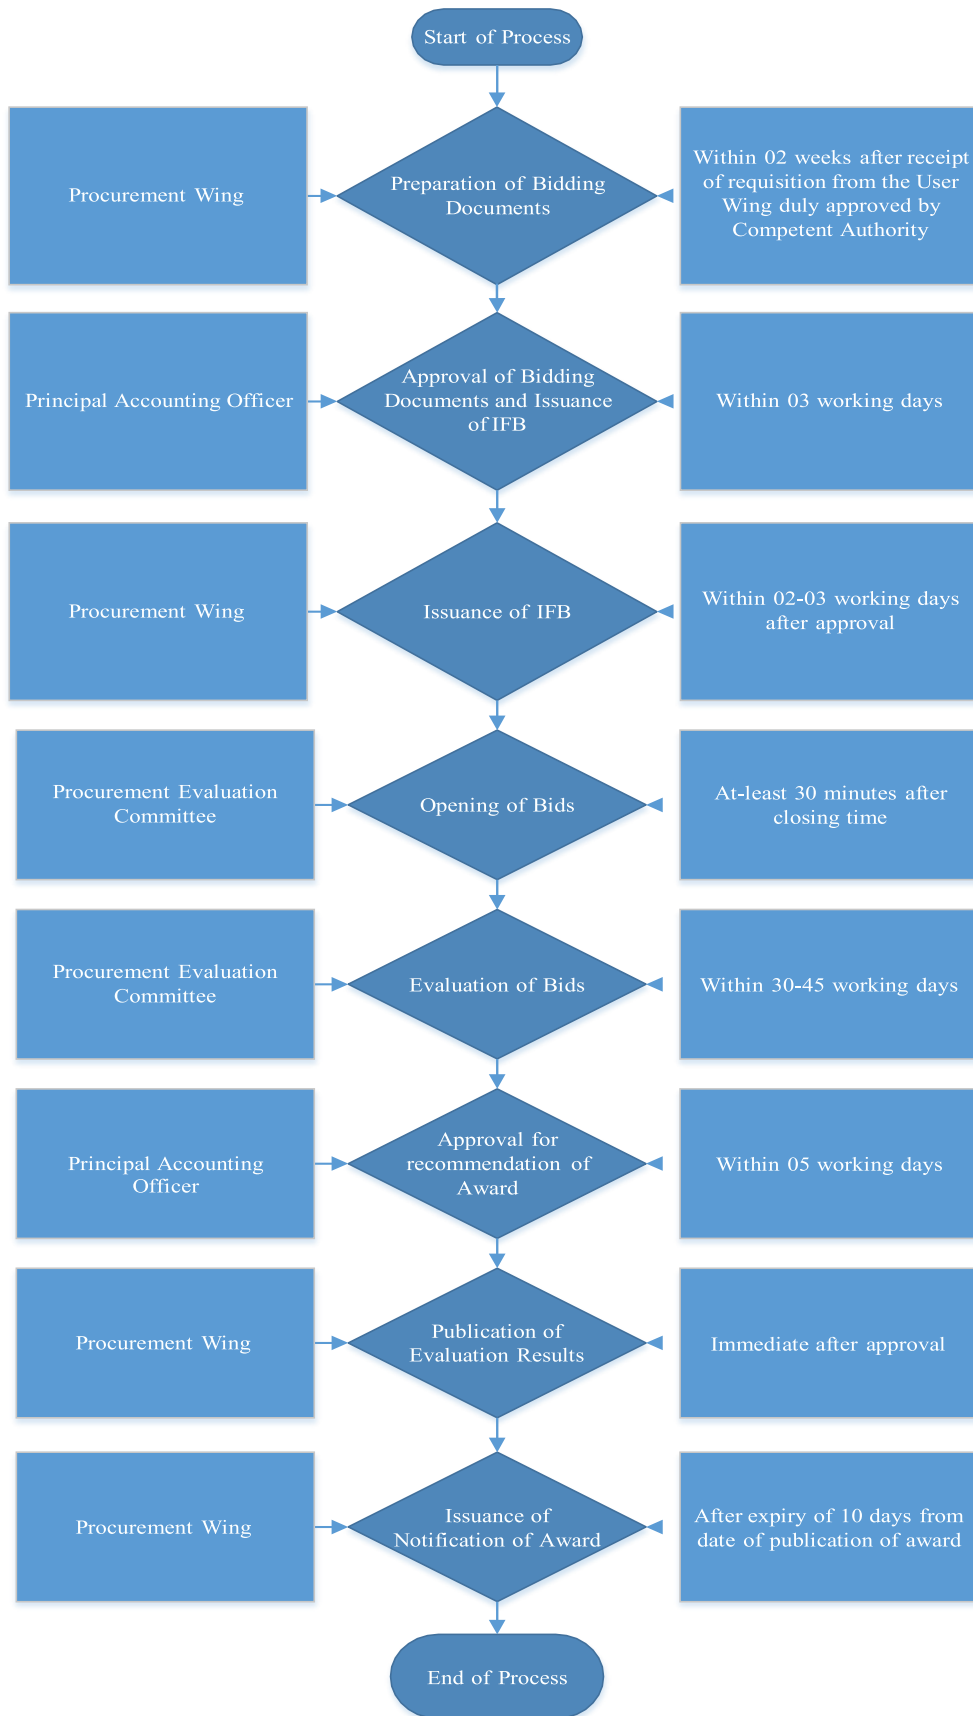 Start of Process
Procurement Wing
Preparation of Bidding
Documents
Within 02 weeks after receipt
of requisition from the User
Wing duly approved by
Competent Authority
Principal Accounting Officer
Approval of Bidding
Documents and Issuance
of IFB
Within 03 working days
Procurement Wing
Issuance of IFB
Within 02-03 working days
after approval
Procurement Evaluation
Committee
Opening of Bids
At-least 30 minutes after
closing time
Procurement Evaluation
Committee
Evaluation of Bids
Within 30-45 working days
Principal Accounting
Officer
Approval for
recommendation of
Award
Within 05 working days
Procurement Wing
Publication of
Evaluation Results
Immediate after approval
Procurement Wing
Issuance of
Notification of Award
After expiry of 10 days from
date of publication of award
End of Process